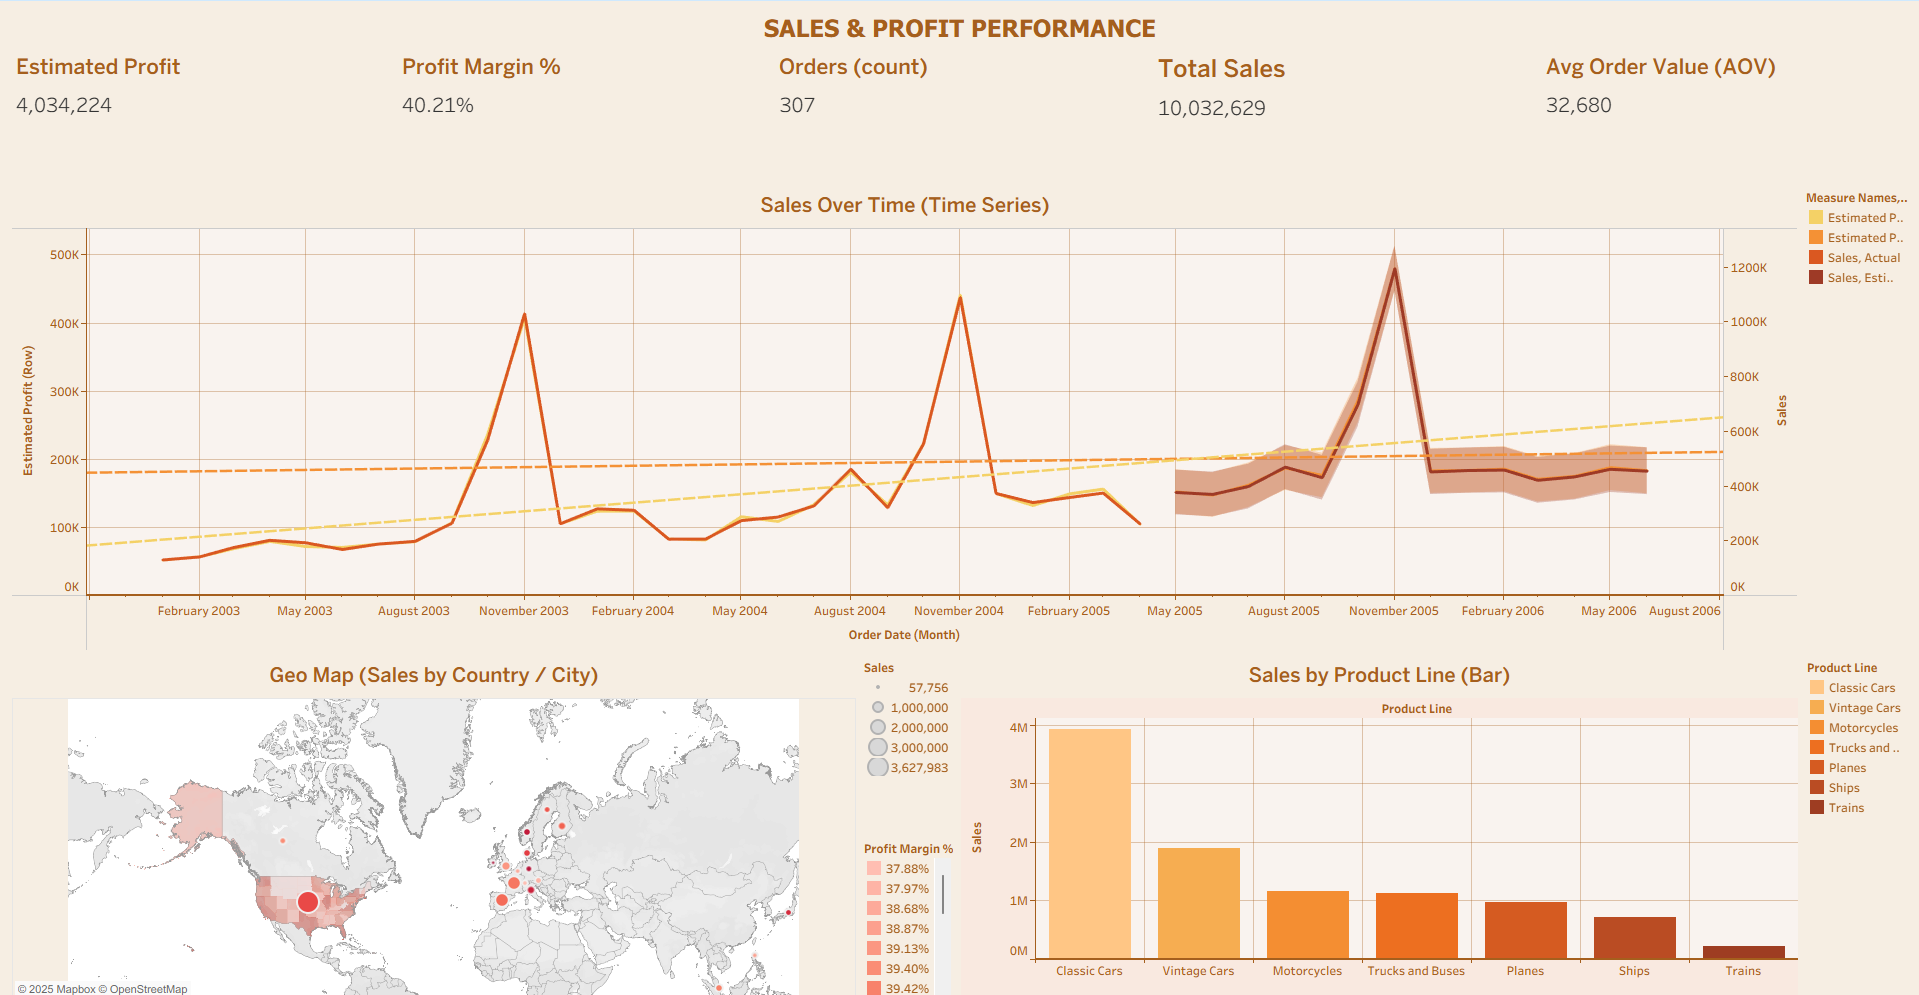 SALES & PROFIT PERFORMANCE
Estimated Profit
4,034,224
Profit Margin %
40.21%
Orders (count)
307
Total Sales
10,032,629
Avg Order Value (AOV)
32,680
Sales Over Time (Time Series)
Estimated Profit (Row)
500K
400K
300K
200K
100K
0K
1200K
1000K
800K
600K
400K
200K
0K
Sales
February 2003
May 2003
August 2003
November 2003
February 2004
May 2004
August 2004
November 2004
February 2005
May 2005
August 2005
November 2005
February 2006
May 2006
August 2006
Order Date (Month)
Measure Names,..
Estimated P..
Estimated P..
Sales, Actual
Sales, Esti..
Geo Map (Sales by Country / City)
© 2025 Mapbox © OpenStreetMap
Sales
57,756
1,000,000
2,000,000
3,000,000
3,627,983
Profit Margin %
37.88%
37.97%
38.68%
38.87%
39.13%
39.40%
39.42%
Sales by Product Line (Bar)
Product Line
Sales
4M
3M
2M
1M
0M
Classic Cars
Vintage Cars
Motorcycles
Trucks and Buses
Planes
Ships
Trains
Product Line
Classic Cars
Vintage Cars
Motorcycles
Trucks and ..
Planes
Ships
Trains